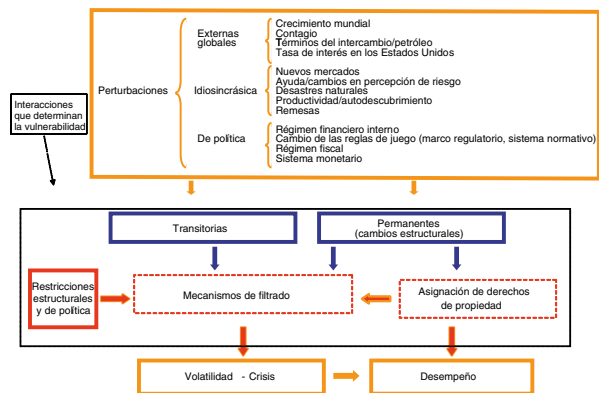 Perturbaciones
Externas
globales
Crecimiento mundial
Contagio
Términos del intercambio/petróleo
Tasa de interés en los Estados Unidos
Idiosincrásica
Nuevos mercados
Ayuda/cambios en percepción de riesgo
Desastres naturales
Productividad/autodescubrimiento
Remesas
De política
Régimen financiero interno
Cambio de las reglas de juego (marco regulatorio, sistema normativo)
Régimen fiscal
Sistema monetario
Interacciones
que determinan
la vulnerabilidad
Transitorias
Permanentes
(cambios estructurales)
Restricciones
estructurales
y de política
Mecanismos de filtrado
Asignación de derechos
de propiedad
Volatilidad - Crisis
Desempeño